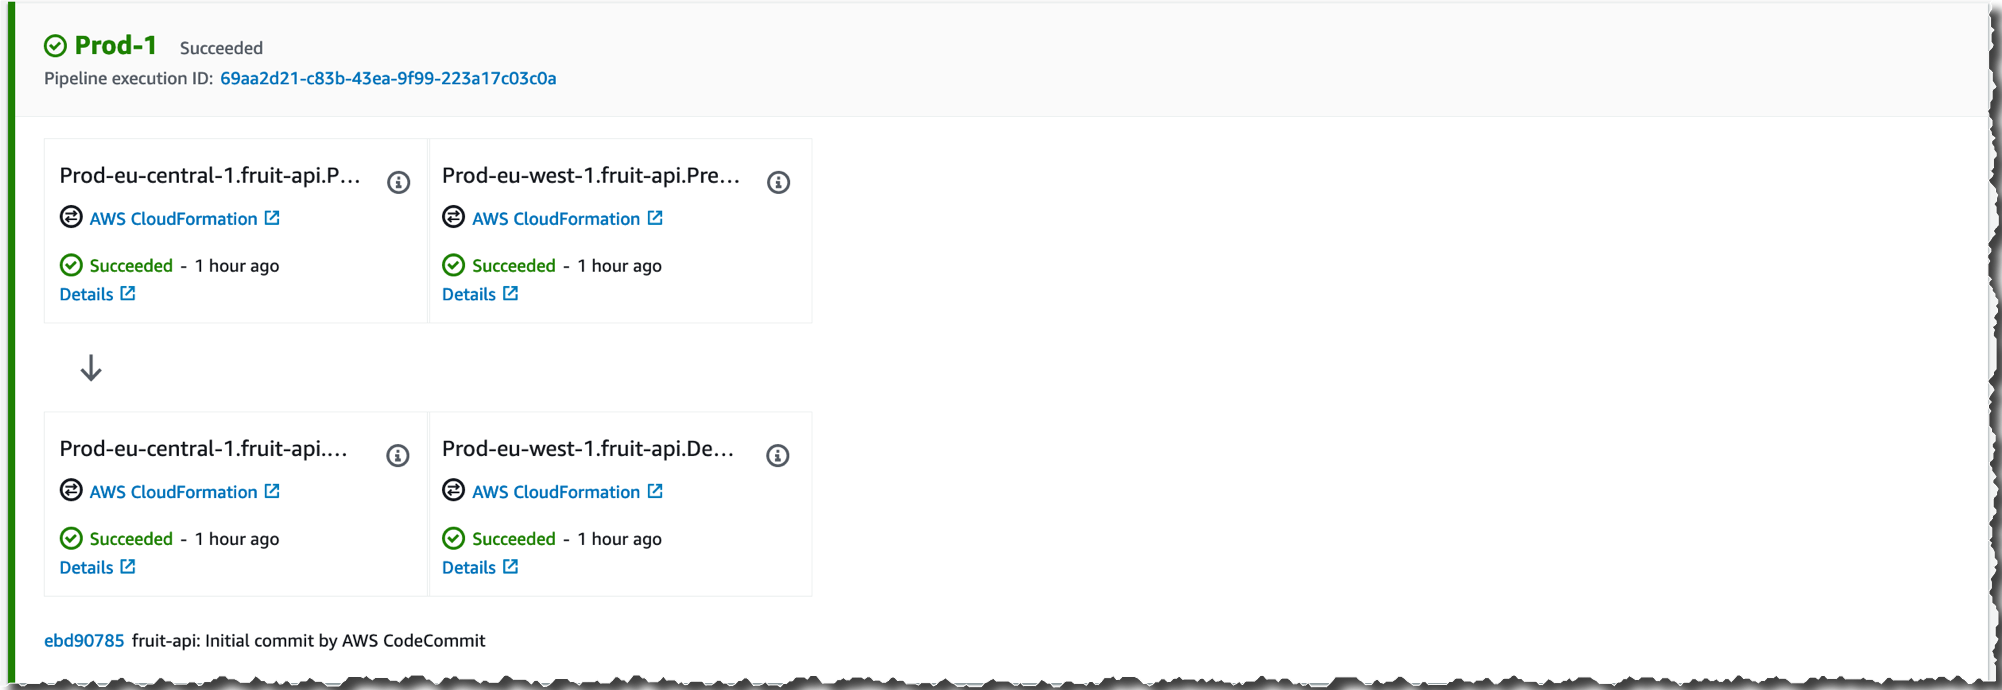 Prod-1 Succeeded
Pipeline execution ID: 69aa2d21-c83b-43ea-9f99-223a17c03c0a
Prod-eu-central-1.fruit-api.P...
AWS CloudFormation
Succeeded - 1 hour ago
Details
Prod-eu-west-1.fruit-api.Pre...
AWS CloudFormation
Succeeded - 1 hour ago
Details
Prod-eu-central-1.fruit-api....
AWS CloudFormation
Succeeded - 1 hour ago
Details
Prod-eu-west-1.fruit-api.De...
AWS CloudFormation
Succeeded - 1 hour ago
Details
ebd90785 fruit-api: Initial commit by AWS CodeCommit